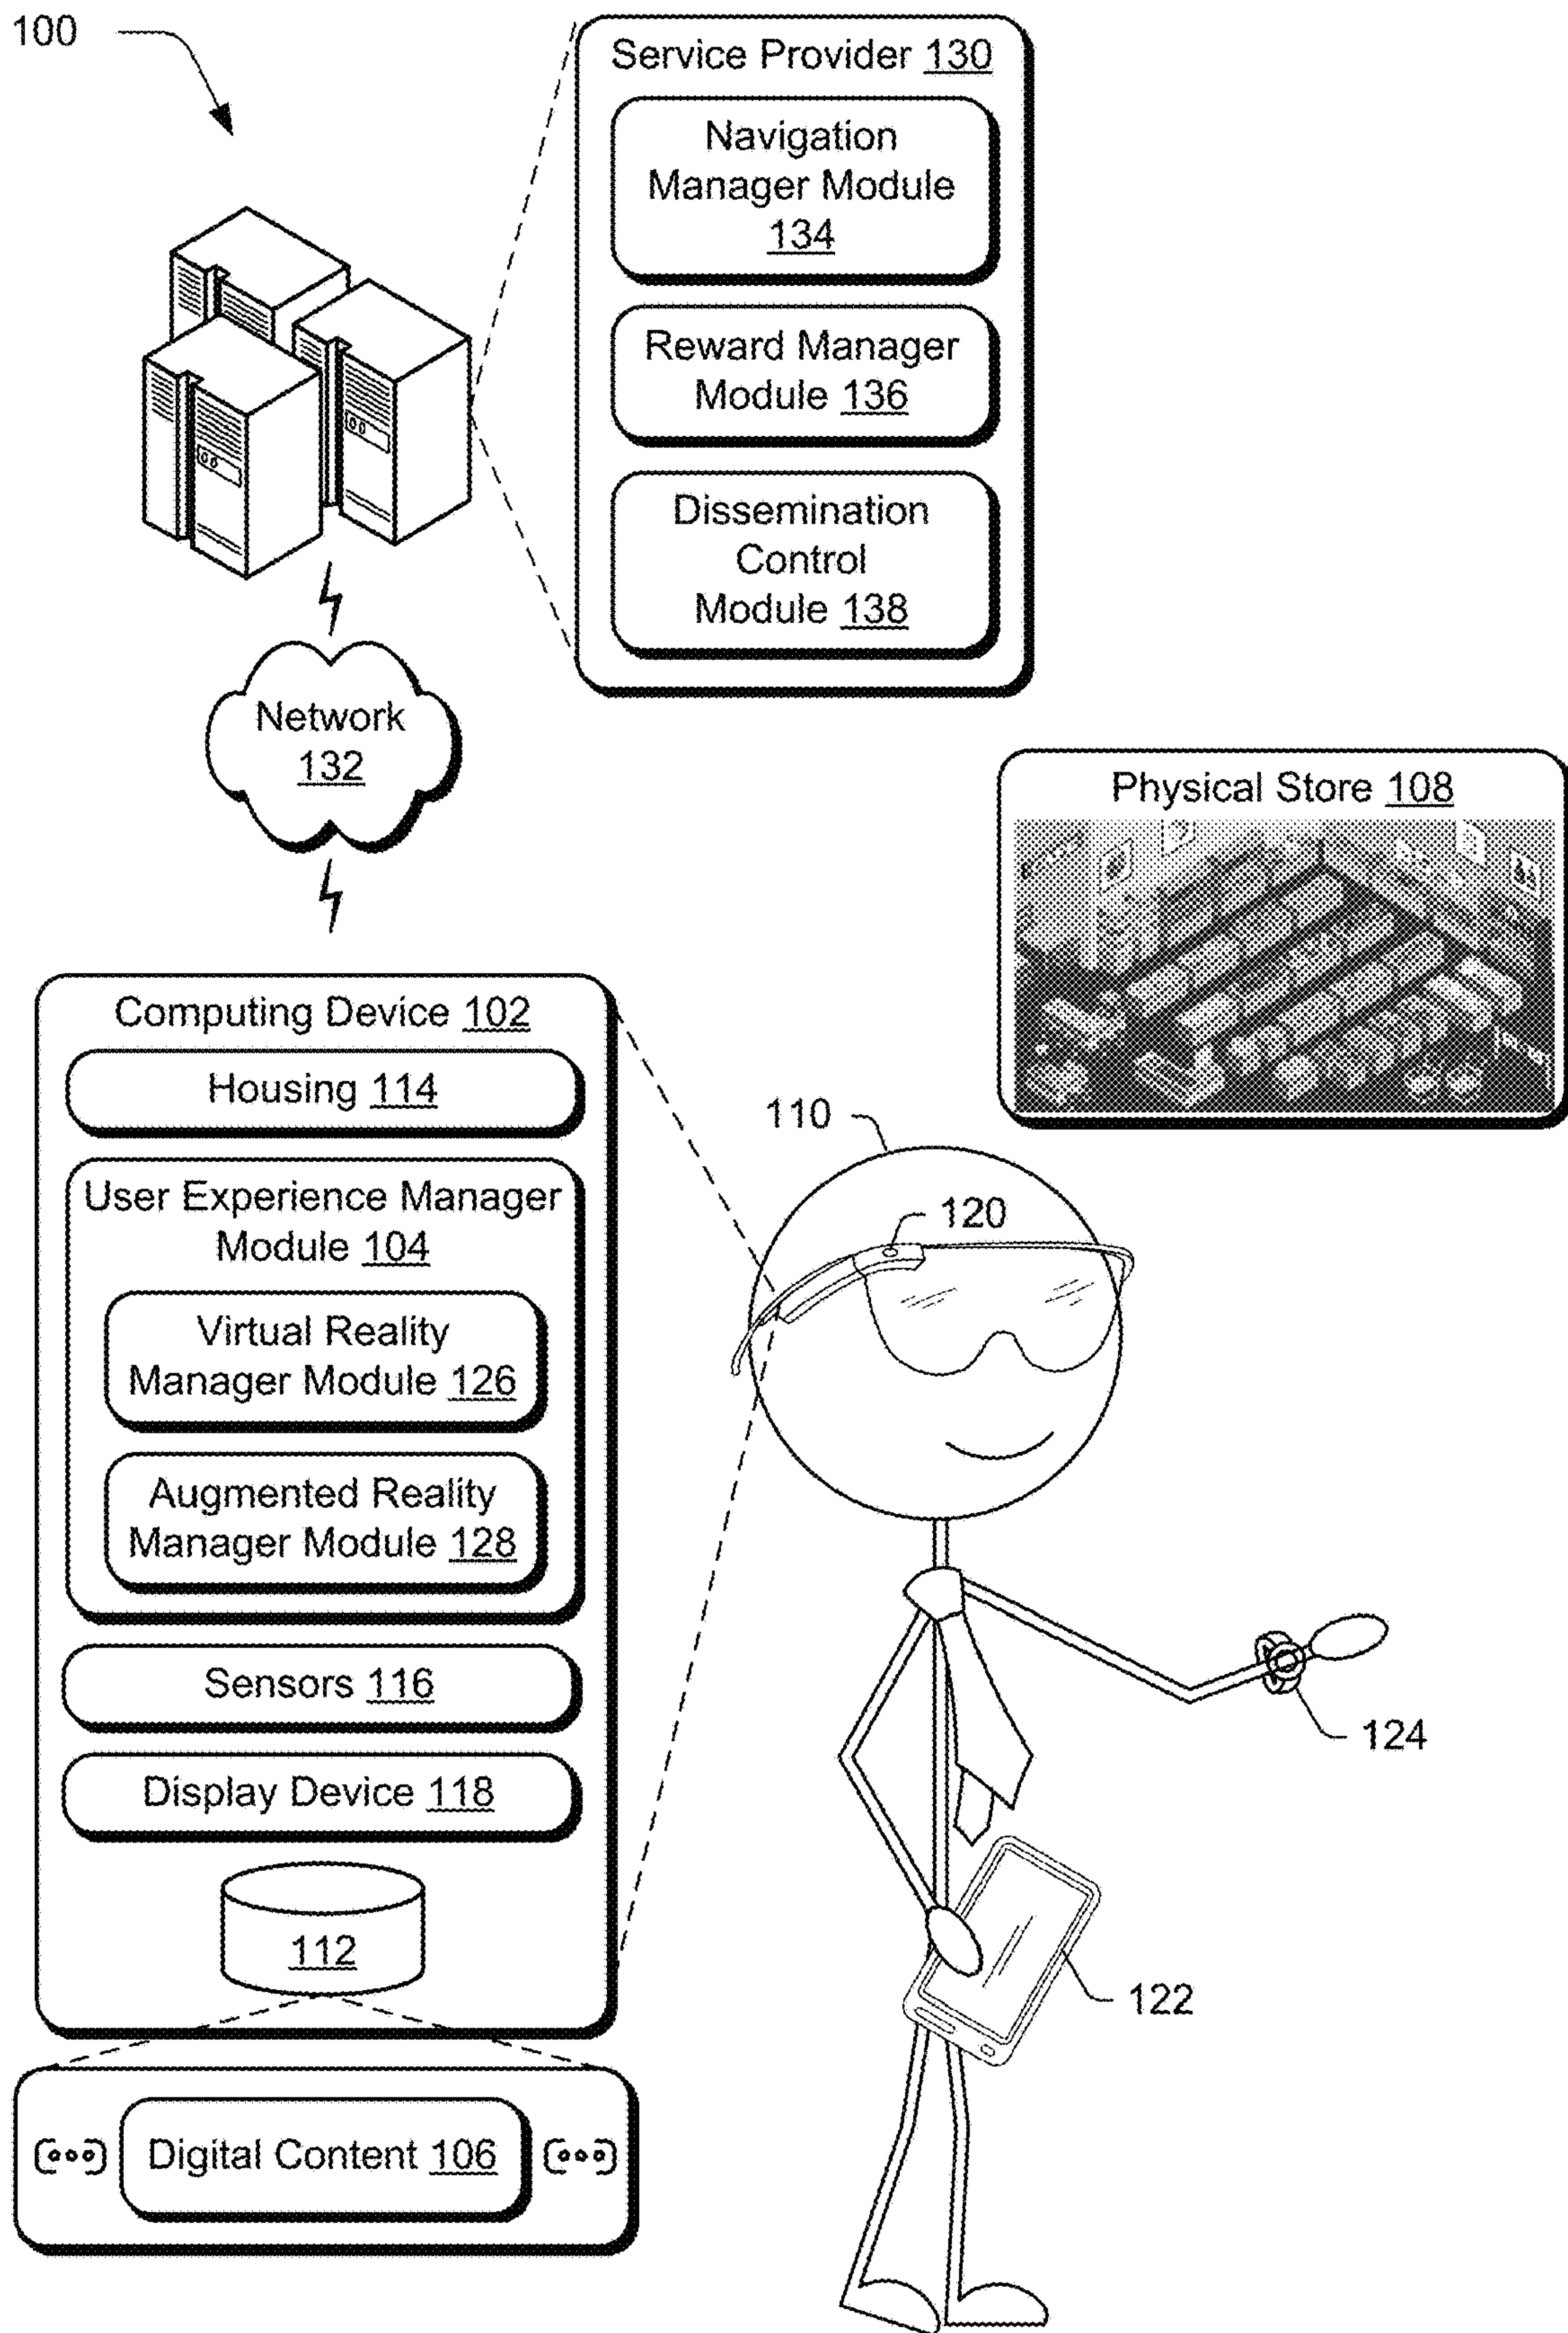 100
Service Provider 130
Navigation
Manager Module
134
Reward Manager
Module 136
Dissemination
Control
Module 138
Network
132
Physical Store 108
Computing Device 102
Housing 114
User Experience Manager
Module 104
Virtual Reality
Manager Module 126
Augmented Reality
Manager Module 128
Sensors 116
Display Device 118
112
Digital Content 106
110
120
124
122